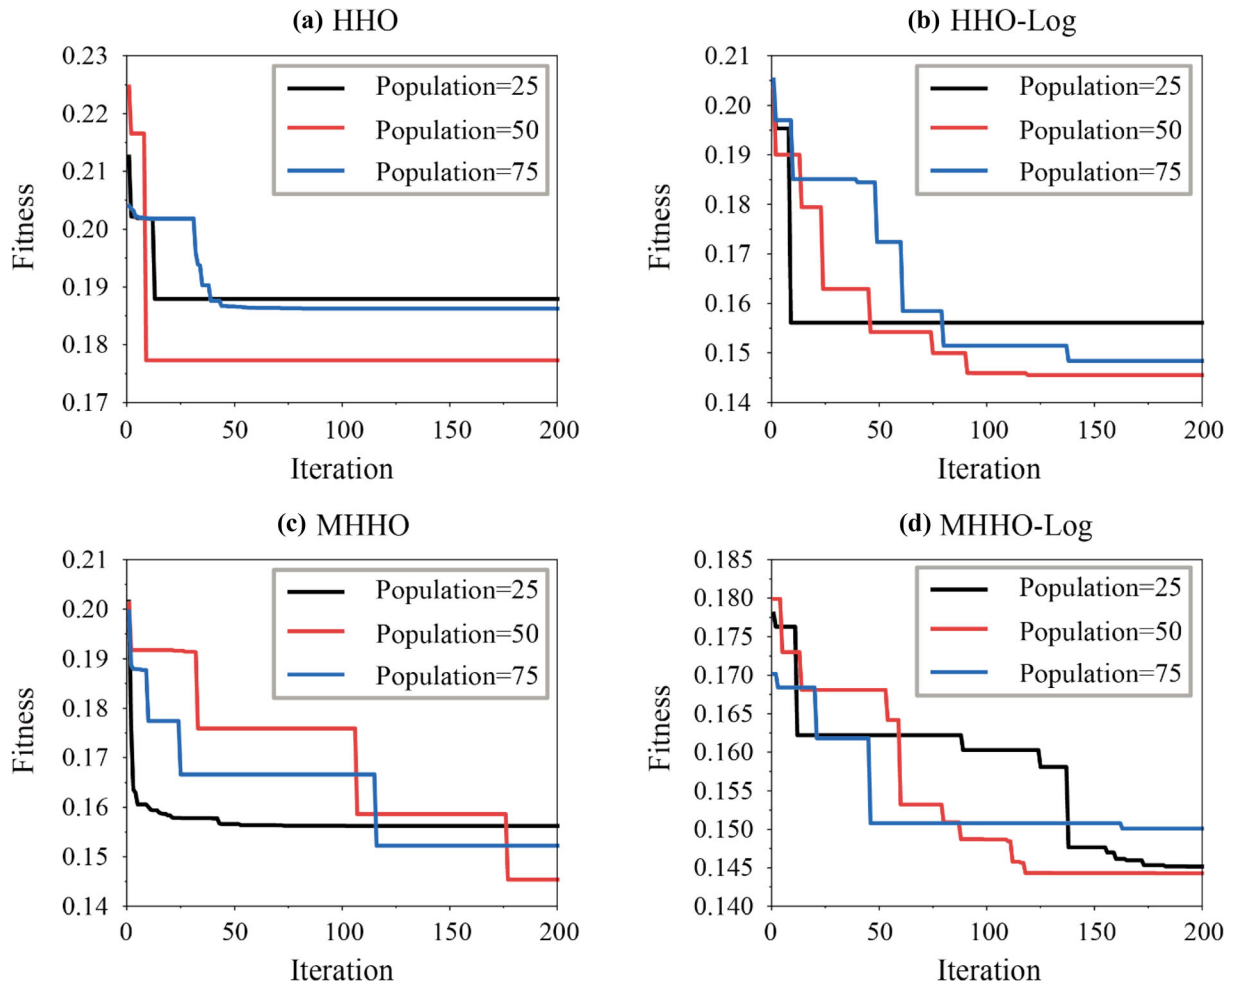 (a) HHO
0.23
0.22
0.21
0.20
0.19
0.18
0.17
Fitness
Population=25
Population=50
Population=75
0 50 100 150 200
Iteration
(b) HHO-Log
0.21
0.20
0.19
0.18
0.17
0.16
0.15
0.14
Fitness
Population=25
Population=50
Population=75
0 50 100 150 200
Iteration
(c) MHHO
0.21
0.20
0.19
0.18
0.17
0.16
0.15
0.14
Fitness
Population=25
Population=50
Population=75
0 50 100 150 200
Iteration
(d) MHHO-Log
0.185
0.180
0.175
0.170
0.165
0.160
0.155
0.150
0.145
0.140
Fitness
Population=25
Population=50
Population=75
0 50 100 150 200
Iteration